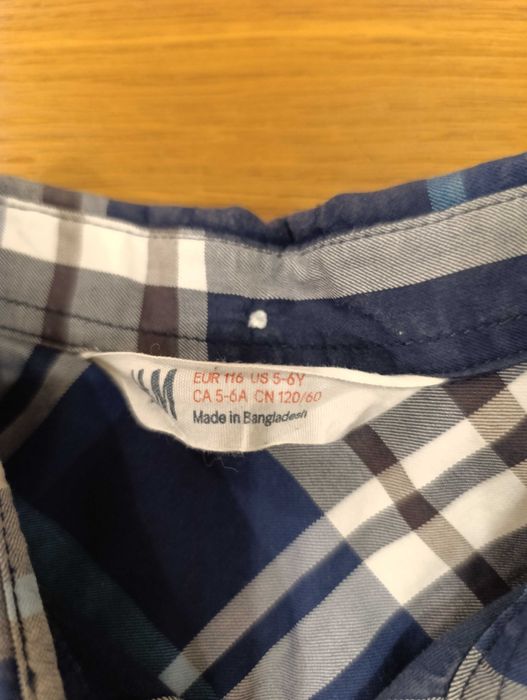 H&M
EUR 116 US 5-6Y
CA 5-6A CN 120/60
Made in Bangladesh